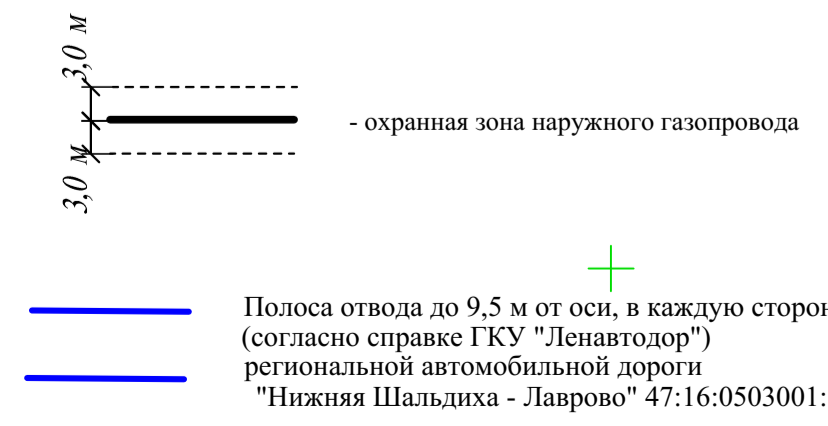 3,0 м
- охранная зона наружного газопровода
3,0 м
Полоса отвода до 9,5 м от оси, в каждую
(согласно справке ГКУ "Ленавтодор")
региональной автомобильной дороги
"Нижняя Шальдиха - Лаврово" 47:16:0503001: